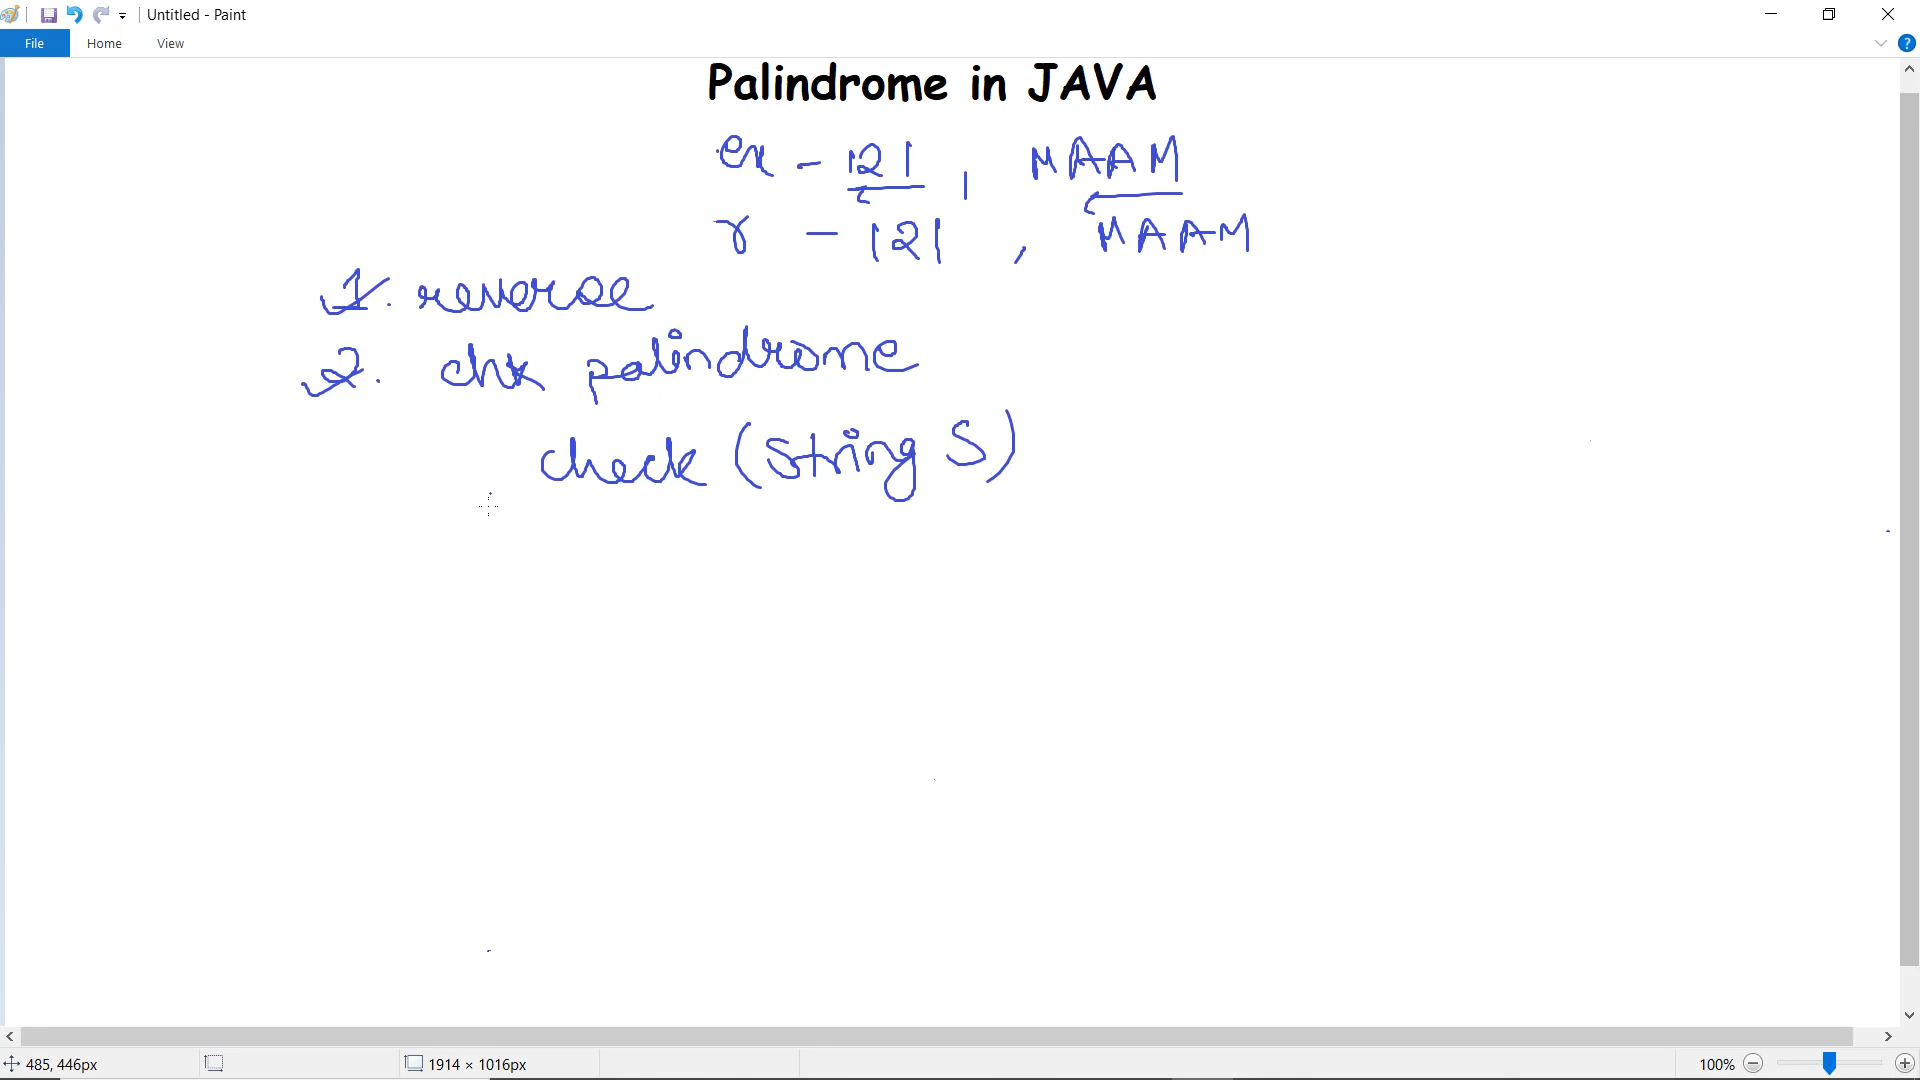 Untitled - Paint
File Home View
Palindrome in JAVA
ex - 121 , MAAM
r - 121 , MAAM
1. reverse
2. chk palindrome
check (String S)
485, 446px
1914 × 1016px
100%